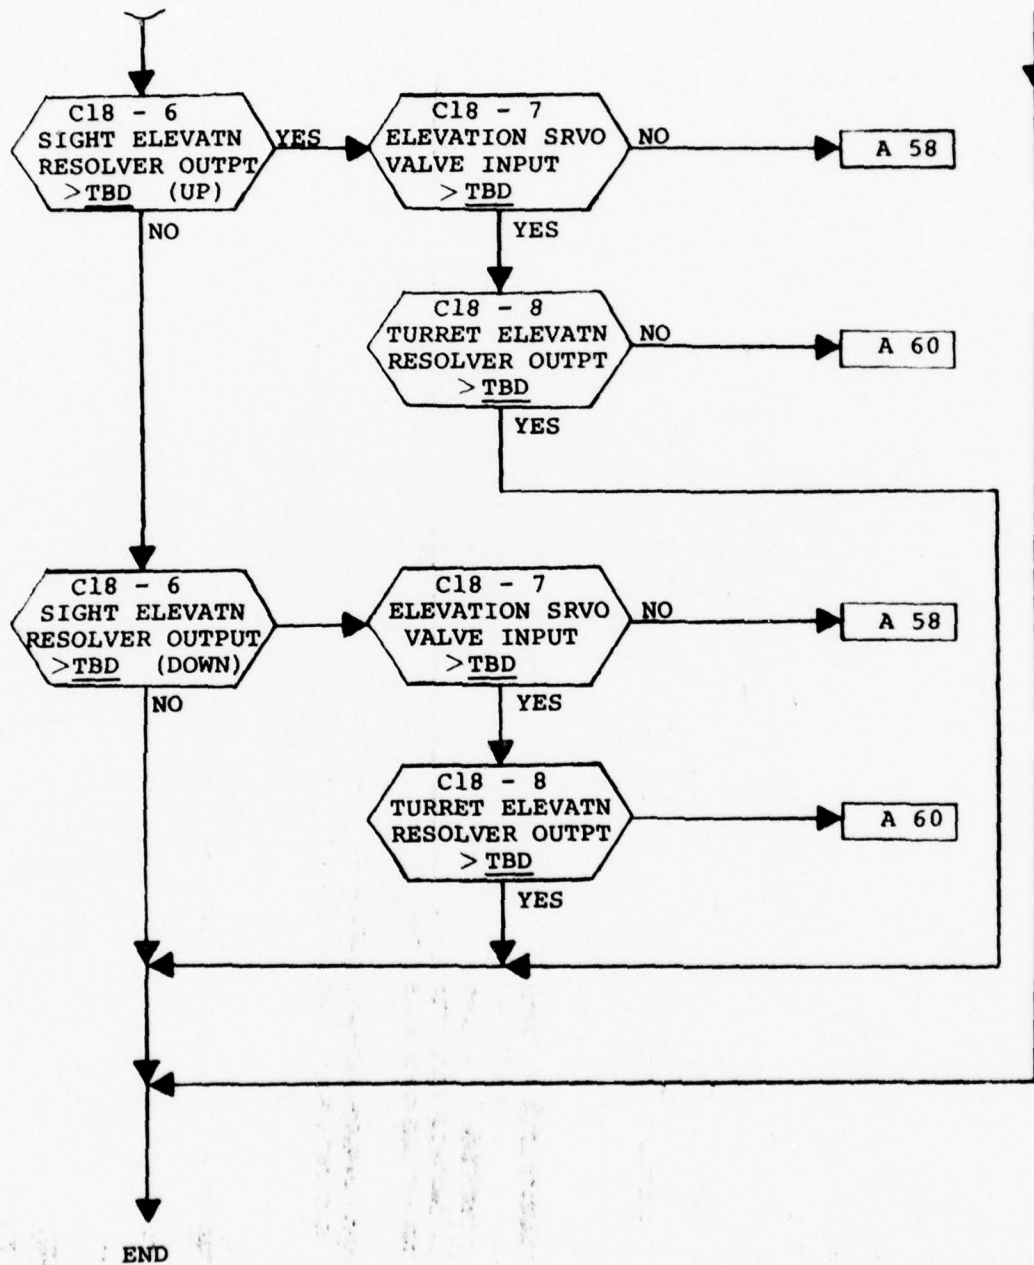 C18 - 6
SIGHT ELEVATN
RESOLVER OUTPT
>TBD (UP)
YES
NO
C18 - 7
ELEVATION SRVO
VALVE INPUT
>TBD
NO
A 58
YES
C18 - 8
TURRET ELEVATN
RESOLVER OUTPT
>TBD
NO
A 60
YES
C18 - 6
SIGHT ELEVATN
RESOLVER OUTPUT
>TBD (DOWN)
NO
C18 - 7
ELEVATION SRVO
VALVE INPUT
>TBD
NO
A 58
YES
C18 - 8
TURRET ELEVATN
RESOLVER OUTPT
>TBD
A 60
YES
END